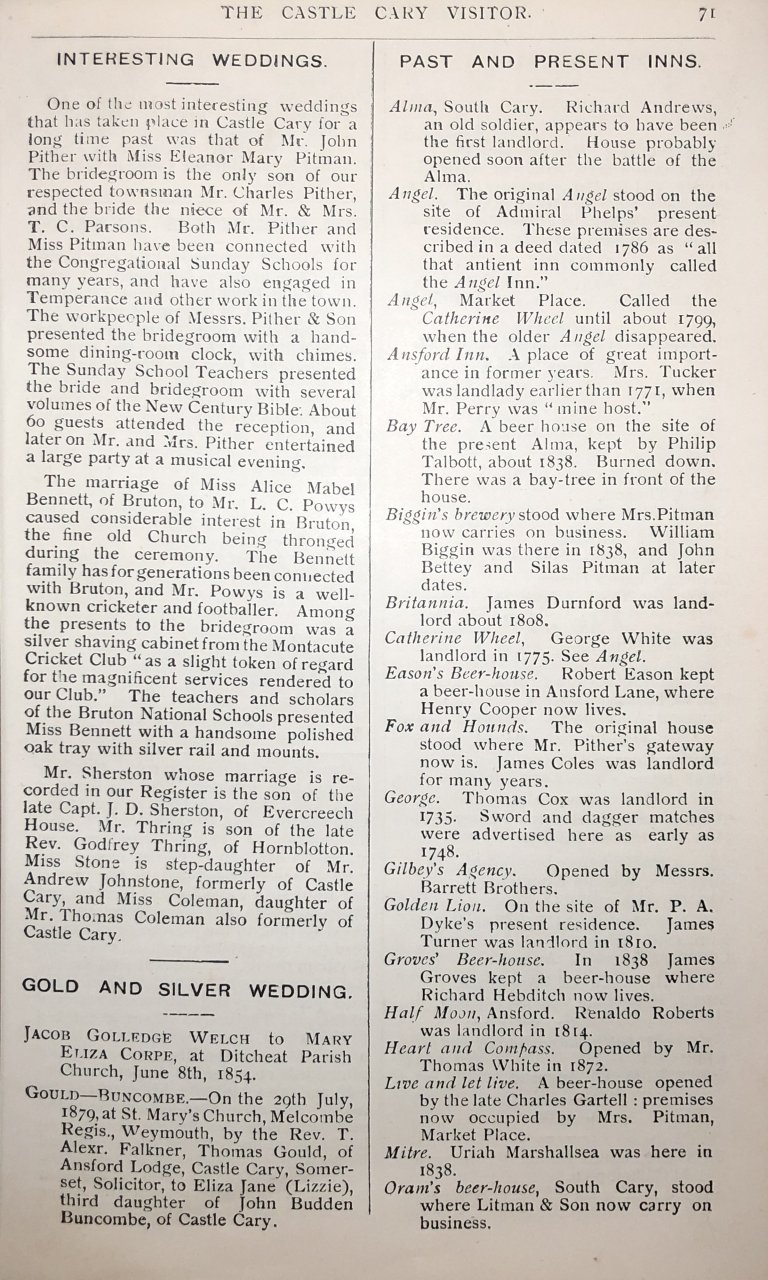 THE CASTLE CARY VISITOR. 71
INTERESTING WEDDINGS.
One of the most interesting weddings
that has taken place in Castle Cary for a
long time past was that of Mr. John
Pither with Miss Eleanor Mary Pitman.
The bridegroom is the only son of our
respected townsman Mr. Charles Pither,
and the bride the niece of Mr. & Mrs.
T. C. Parsons. Both Mr. Pither and
Miss Pitman have been connected with
the Congregational Sunday Schools for
many years, and have also engaged in
Temperance and other work in the town.
The workpeople of Messrs. Pither & Son
presented the bridegroom with a hand-
some dining-room clock, with chimes.
The Sunday School Teachers presented
the bride and bridegroom with several
volumes of the New Century Bible. About
60 guests attended the reception, and
later on Mr. and Mrs. Pither entertained
a large party at a musical evening.
The marriage of Miss Alice Mabel
Bennett, of Bruton, to Mr. L. C. Powys
caused considerable interest in Bruton,
the fine old Church being thronged
during the ceremony. The Bennett
family has for generations been connected
with Bruton, and Mr. Powys is a well-
known cricketer and footballer. Among
the presents to the bridegroom was a
silver shaving cabinet from the Montacute
Cricket Club "as a slight token of regard
for the magnificent services rendered to
our Club." The teachers and scholars
of the Bruton National Schools presented
Miss Bennett with a handsome polished
oak tray with silver rail and mounts.
Mr. Sherston whose marriage is re-
corded in our Register is the son of the
late Capt. J. D. Sherston, of Evercreech
House. Mr. Thring is son of the late
Rev. Godfrey Thring, of Hornblotton.
Miss Stone is step-daughter of Mr.
Andrew Johnstone, formerly of Castle
Cary, and Miss Coleman, daughter of
Mr. Thomas Coleman also formerly of
Castle Cary.
GOLD AND SILVER WEDDING.
JACOB GOLLEDGE WELCH to MARY
ELIZA CORPE, at Ditcheat Parish
Church, June 8th, 1854.
GOULD—BUNCOMBE.—On the 29th July,
1879, at St. Mary's Church, Melcombe
Regis., Weymouth, by the Rev. T.
Alexr. Falkner, Thomas Gould, of
Ansford Lodge, Castle Cary, Somer-
set, Solicitor, to Eliza Jane (Lizzie),
third daughter of John Budden
Buncombe, of Castle Cary.
PAST AND PRESENT INNS.
Alma, South Cary. Richard Andrews,
an old soldier, appears to have been
the first landlord. House probably
opened soon after the battle of the
Alma.
Angel. The original Angel stood on the
site of Admiral Phelps' present
residence. These premises are des-
cribed in a deed dated 1786 as "all
that antient inn commonly called
the Angel Inn."
Angel, Market Place. Called the
Catherine Wheel until about 1799,
when the older Angel disappeared.
Ansford Inn. A place of great import-
ance in former years. Mrs. Tucker
was landlady earlier than 1771, when
Mr. Perry was "mine host."
Bay Tree. A beer house on the site of
the present Alma, kept by Philip
Talbott, about 1838. Burned down.
There was a bay-tree in front of the
house.
Biggin's brewery stood where Mrs. Pitman
now carries on business. William
Biggin was there in 1838, and John
Bettey and Silas Pitman at later
dates.
Britannia. James Durnford was land-
lord about 1808.
Catherine Wheel, George White was
landlord in 1775. See Angel.
Eason's Beer-house. Robert Eason kept
a beer-house in Ansford Lane, where
Henry Cooper now lives.
Fox and Hounds. The original house
stood where Mr. Pither's gateway
now is. James Coles was landlord
for many years.
George. Thomas Cox was landlord in
1735. Sword and dagger matches
were advertised here as early as
1748.
Gilbey's Agency. Opened by Messrs.
Barrett Brothers.
Golden Lion. On the site of Mr. P. A.
Dyke's present residence. James
Turner was landlord in 1810.
Groves' Beer-house. In 1838 James
Groves kept a beer-house where
Richard Hebditch now lives.
Half Moon, Ansford. Renaldo Roberts
was landlord in 1814.
Heart and Compass. Opened by Mr.
Thomas White in 1872.
Live and let live. A beer-house opened
by the late Charles Gartell : premises
now occupied by Mrs. Pitman,
Market Place.
Mitre. Uriah Marshallsea was here in
1838.
Oram's beer-house, South Cary, stood
where Litman & Son now carry on
business.